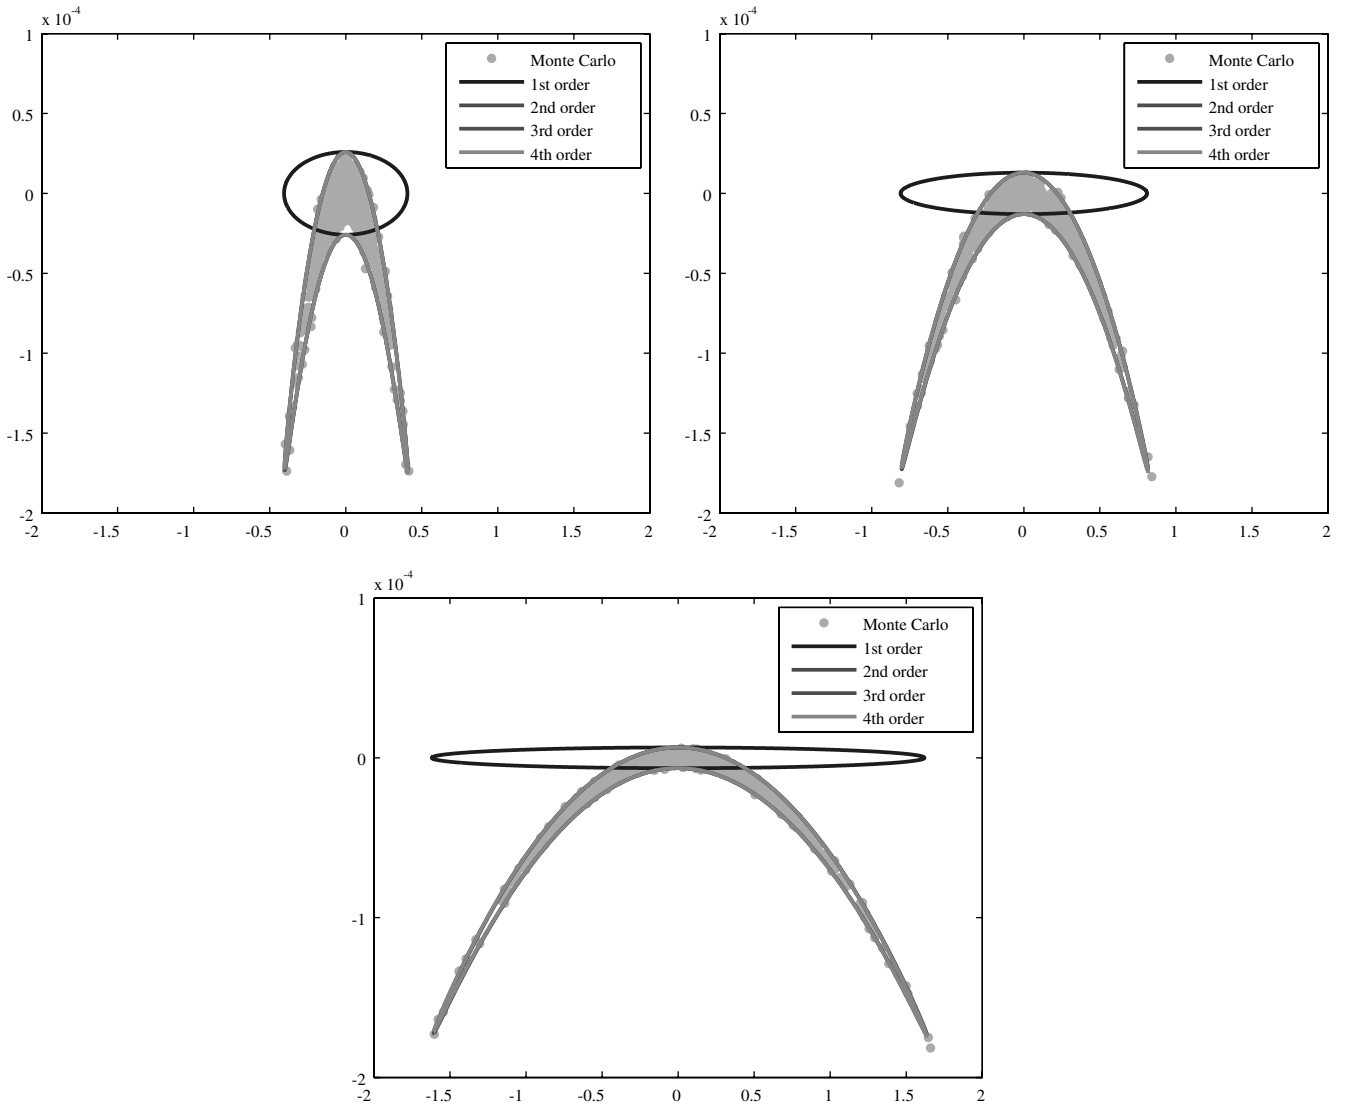 x 10-4
1
0.5
0
-0.5
-1
-1.5
-2
-2 -1.5 -1 -0.5 0 0.5 1 1.5 2
Monte Carlo
1st order
2nd order
3rd order
4th order
x 10-4
1
0.5
0
-0.5
-1
-1.5
-2
-2 -1.5 -1 -0.5 0 0.5 1 1.5 2
Monte Carlo
1st order
2nd order
3rd order
4th order
x 10-4
1
0
-1
-2
-2 -1.5 -1 -0.5 0 0.5 1 1.5 2
Monte Carlo
1st order
2nd order
3rd order
4th order